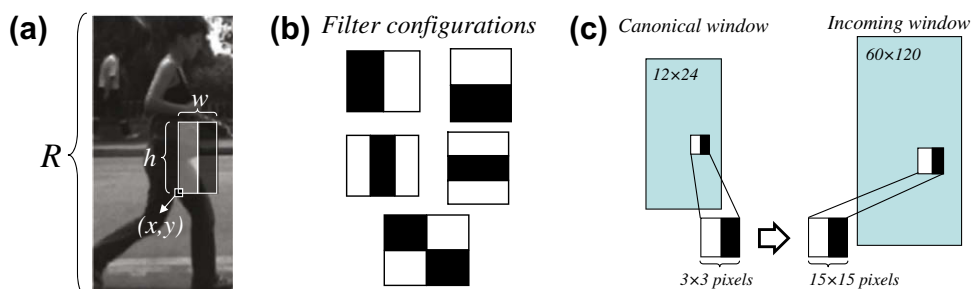 (a)
R
w
h
(x,y)
(b)
Filter configurations
(c)
Canonical window
12×24
3×3 pixels
Incoming window
60×120
15×15 pixels